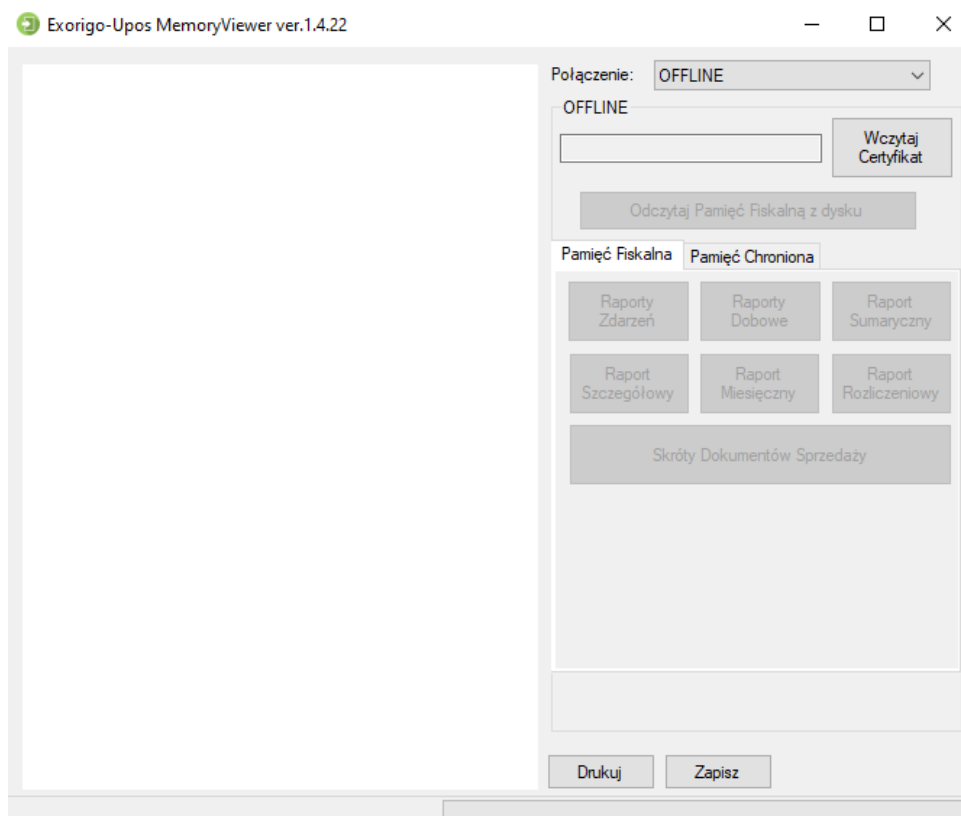 Exorigo-Upos MemoryViewer ver.1.4.22
Połączenie:
OFFLINE
OFFLINE
Wczytaj
Certyfikat
Odczytaj Pamięć Fiskalną z dysku
Pamięć Fiskalna
Pamięć Chroniona
Raporty
Zdarzeń
Raporty
Dobowe
Raport
Sumaryczny
Raport
Szczegółowy
Raport
Miesięczny
Raport
Rozliczeniowy
Skróty Dokumentów Sprzedaży
Drukuj
Zapisz